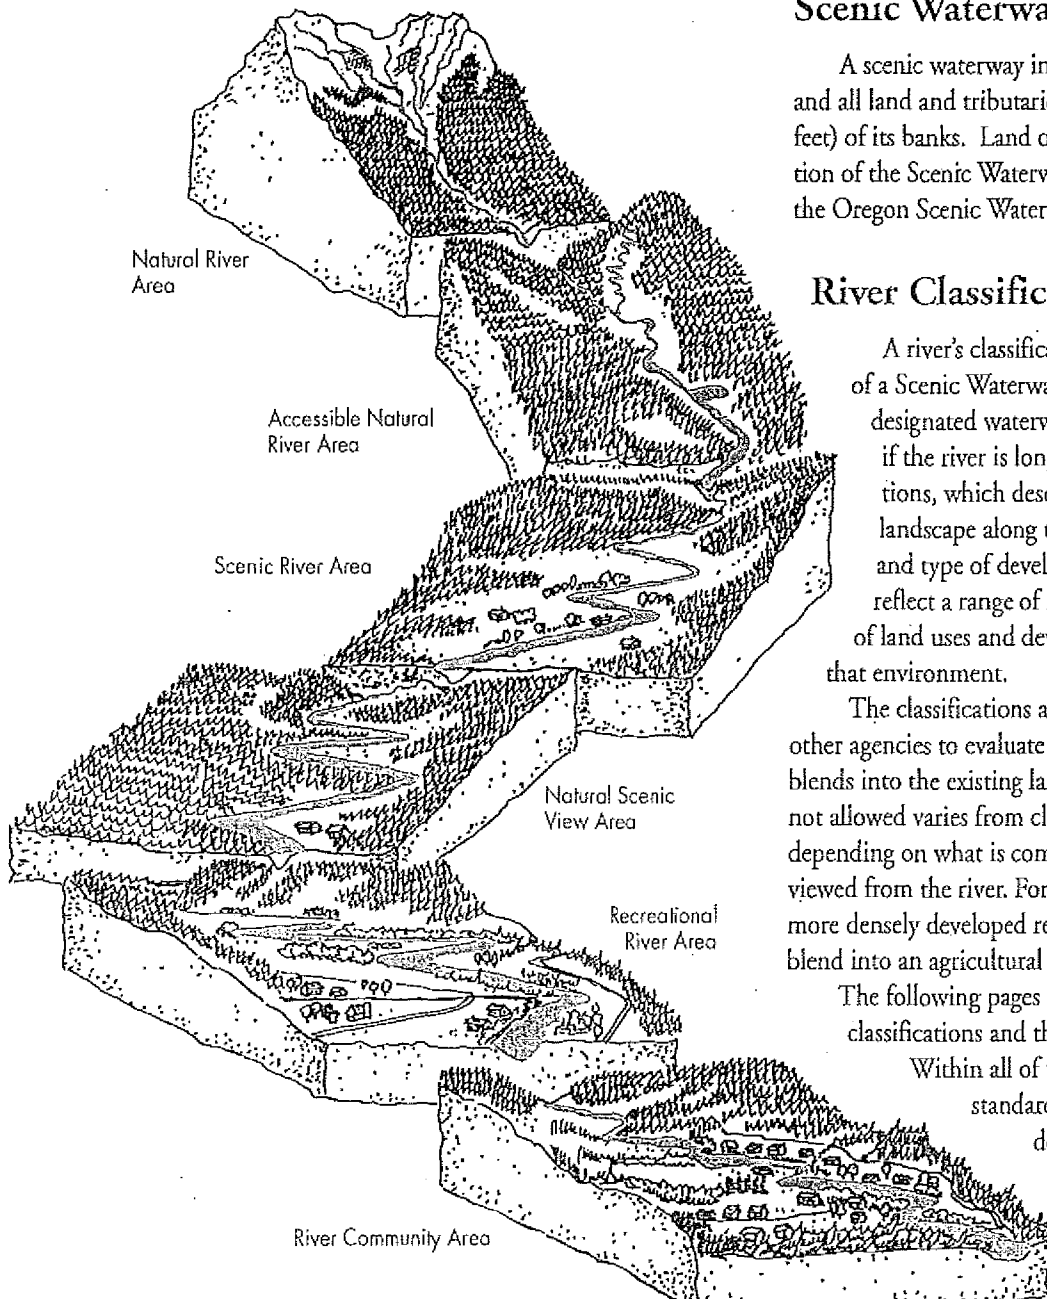 Scenic Waterwa
A scenic waterway in
and all land and tributari
feet) of its banks. Land o
tion of the Scenic Waterw
the Oregon Scenic Water
River Classific
A river's classifica
of a Scenic Waterwa
designated waterw
if the river is lon
tions, which desc
landscape along t
and type of devel
reflect a range of
of land uses and dev
that environment.
The classifications a
other agencies to evaluate
blends into the existing la
not allowed varies from cl
depending on what is com
viewed from the river. For
more densely developed re
blend into an agricultural
The following pages
classifications and th
Within all of
standard
d
Natural River
Area
Accessible Natural
River Area
Scenic River Area
Natural Scenic
View Area
Recreational
River Area
River Community Area